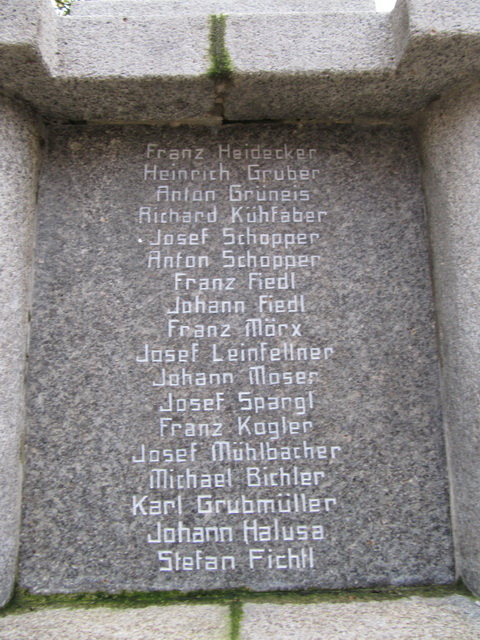 Franz Heidecker
Heinrich Gruber
Anton Grüneis
Richard Kühfaber
Josef Schopper
Anton Schopper
Franz Fiedl
Johann Fiedl
Franz Mörx
Josef Leinfellner
Johann Moser
Josef Spargl
Franz Kogler
Josef Mühlbacher
Michael Bichler
Karl Grubmüller
Johann Halusa
Stefan Fichtl